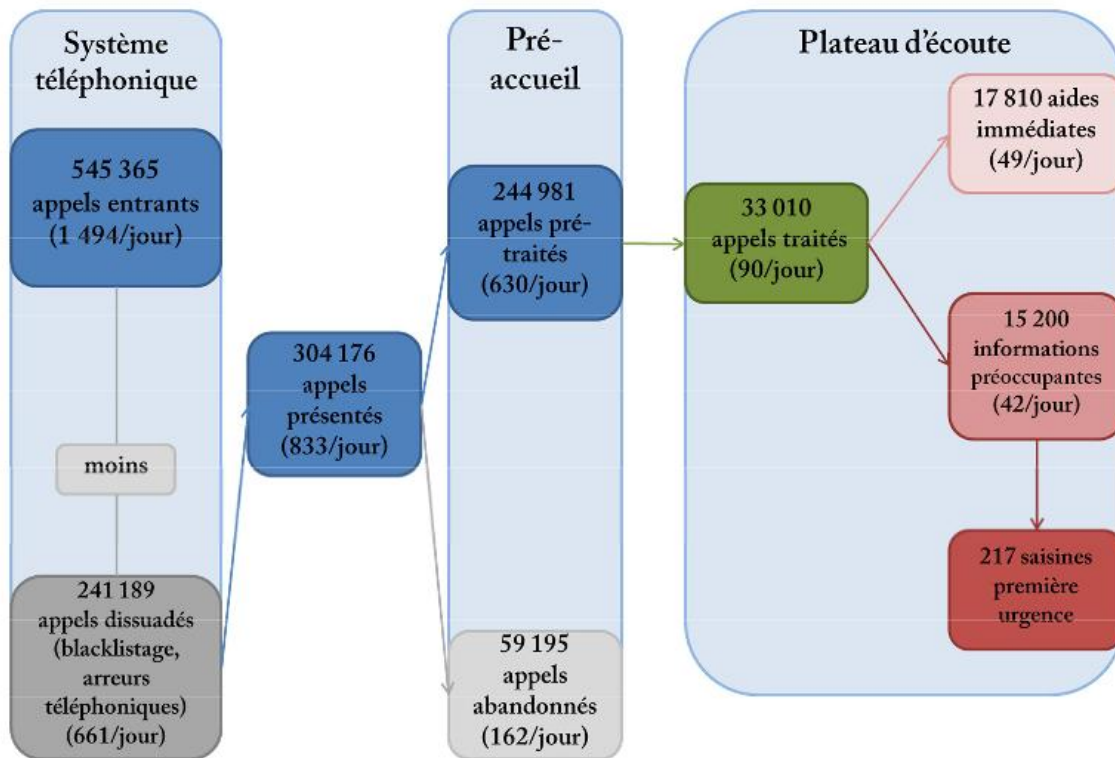 Système
téléphonique
545 365
appels entrants
(1 494/jour)
moins
241 189
appels dissuadés
(blacklistage,
arreurs
téléphoniques)
(661/jour)
304 176
appels
présentés
(833/jour)
Pré-
accueil
244 981
appels pré-
traités
(630/jour)
59 195
appels
abandonnés
(162/jour)
Plateau d'écoute
33 010
appels traités
(90/jour)
17 810 aides
immédiates
(49/jour)
15 200
informations
préoccupantes
(42/jour)
217 saisines
première
urgence